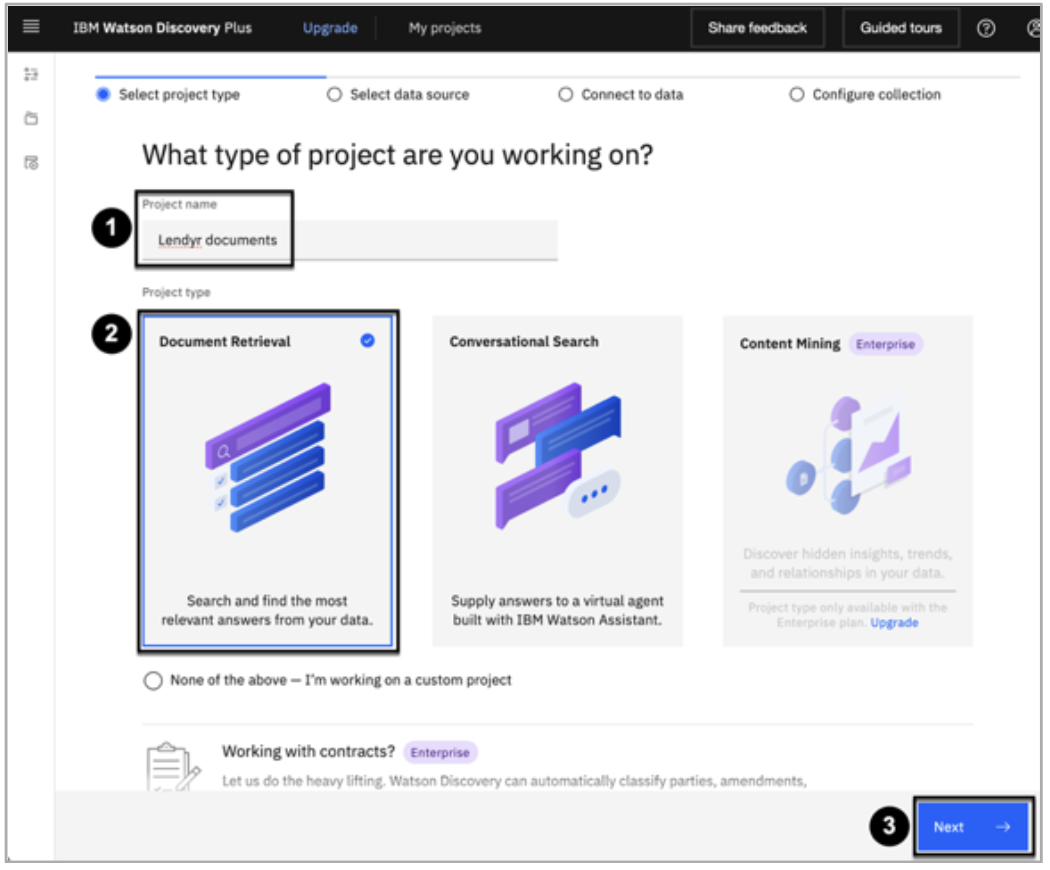 IBM Watson Discovery Plus Upgrade My projects Share feedback Guided tours
Select project type Select data source Connect to data Configure collection
What type of project are you working on?
1
Project name
Lendyr documents
Project type
2
Document Retrieval
Search and find the most
relevant answers from your data.
Conversational Search
Supply answers to a virtual agent
built with IBM Watson Assistant.
Content Mining Enterprise
Discover hidden insights, trends,
and relationships in your data.
Project type only available with the
Enterprise plan. Upgrade
None of the above — I'm working on a custom project
Working with contracts? Enterprise
Let us do the heavy lifting. Watson Discovery can automatically classify parties, amendments,
3
Next →